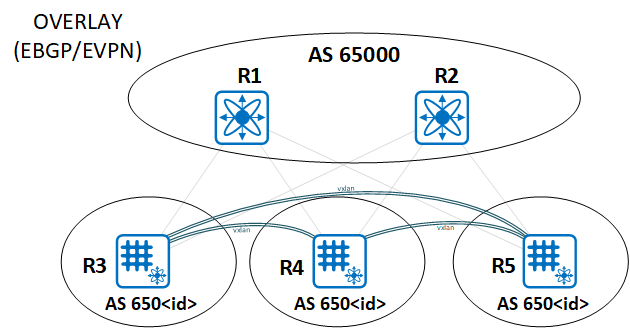 OVERLAY
(EBGP/EVPN)
AS 65000
R1
R2
vxlan
vxlan
vxlan
R3
R4
R5
AS 650<id>
AS 650<id>
AS 650<id>